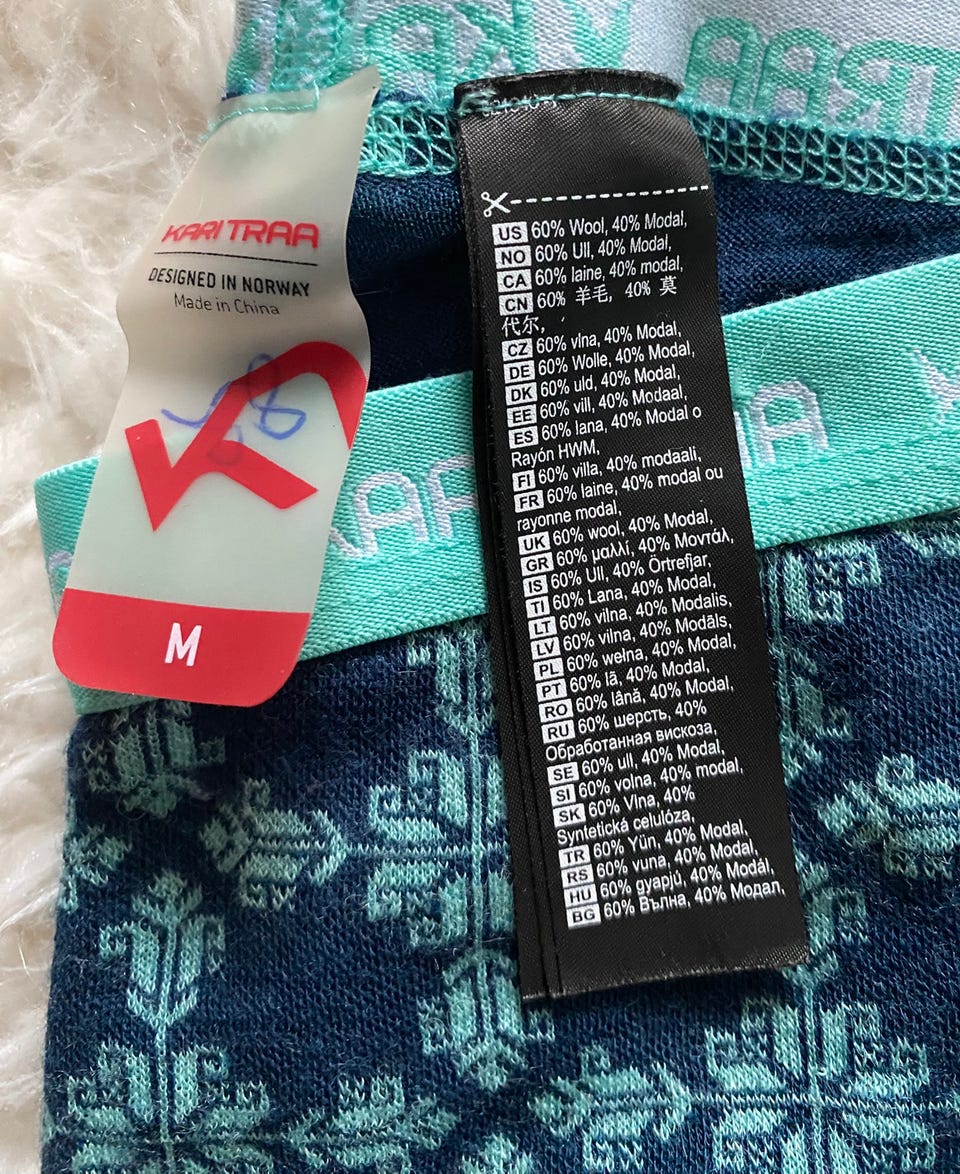 KARI TRAA
DESIGNED IN NORWAY
Made in China
M
US 60% Wool, 40% Modal,
NO 60% Ull, 40% Modal,
CA 60% laine, 40% modal,
CN 60% 羊毛, 40% 莫
代尔,
CZ 60% vlna, 40% Modal,
DE 60% Wolle, 40% Modal,
DK 60% uld, 40% Modal,
EE 60% vill, 40% Modaal,
ES 60% lana, 40% Modal o
Rayón HWM,
FI 60% villa, 40% modaali,
FR 60% laine, 40% modal ou
rayonne modal,
UK 60% wool, 40% Modal,
GR 60% μαλλί, 40% Μοντάλ,
IS 60% Ull, 40% Örtrefjar,
TI 60% Lana, 40% Modal,
LT 60% vilna, 40% Modalis,
LV 60% vilna, 40% Modāls,
PL 60% wełna, 40% Modal,
PT 60% lã, 40% Modal,
RO 60% lână, 40% Modal,
RU 60% шерсть, 40%
Обработанная вискоза,
SE 60% ull, 40% Modal,
SI 60% volna, 40% modal,
SK 60% Vlna, 40%
Syntetická celulóza,
TR 60% Yün, 40% Modal,
RS 60% vuna, 40% Modal,
HU 60% gyapjú, 40% Modál,
BG 60% Вълна, 40% Модал,